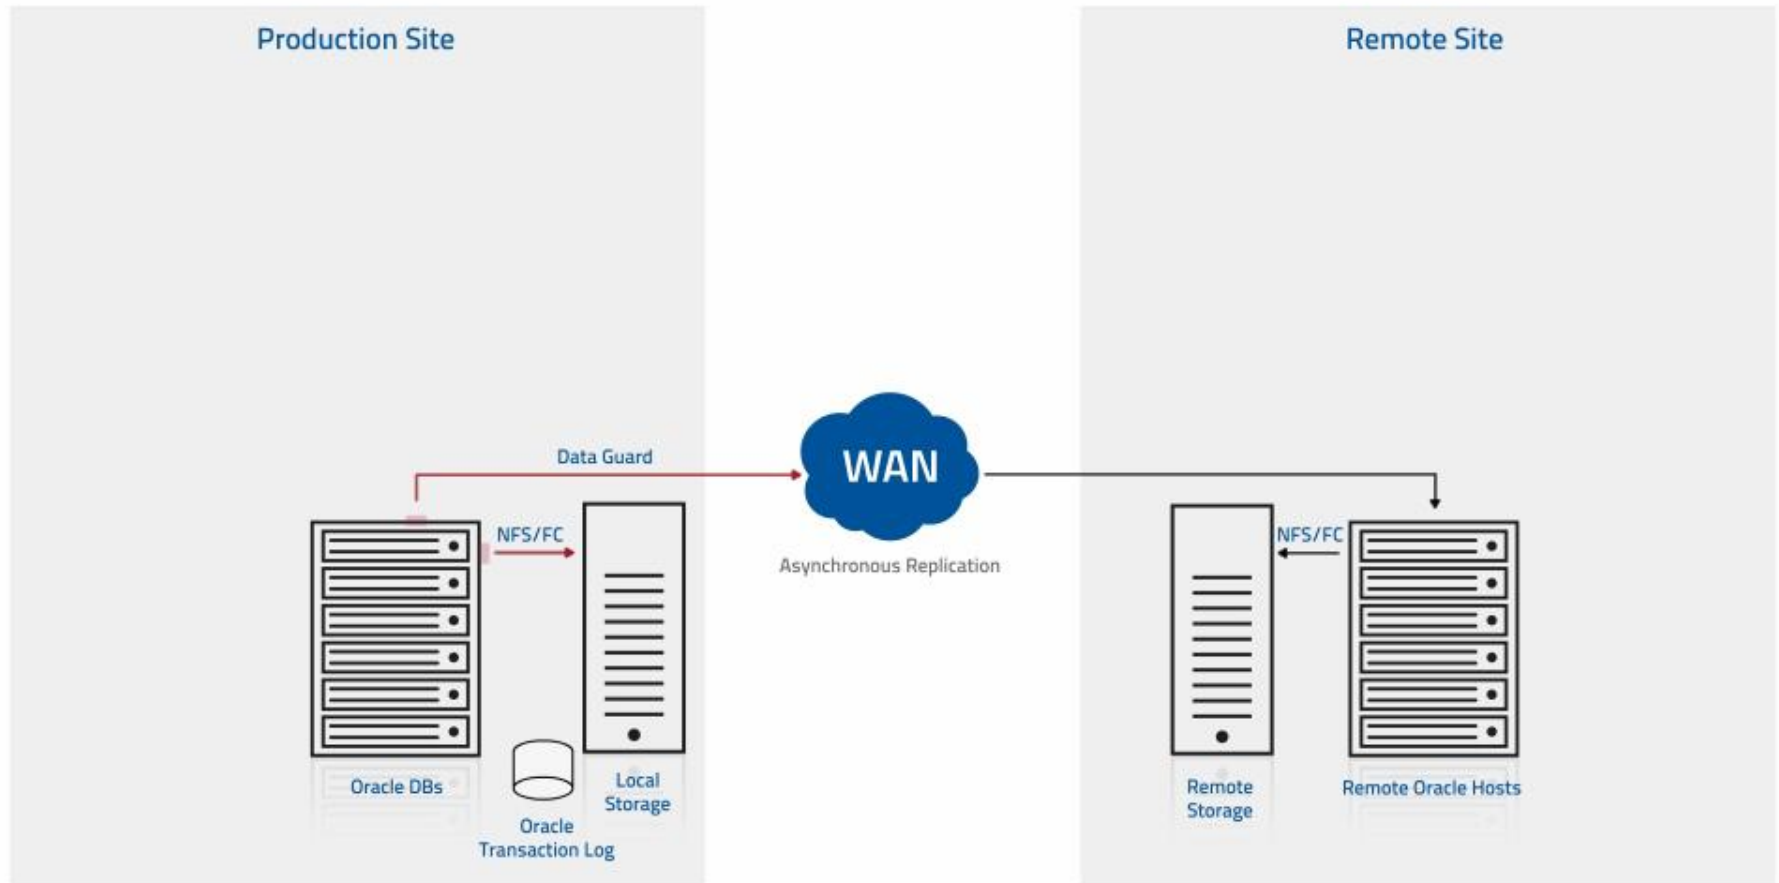 Production Site
Remote Site
Data Guard
WAN
NFS/FC
NFS/FC
Asynchronous Replication
Oracle DBs
Local
Storage
Oracle
Transaction Log
Remote
Storage
Remote Oracle Hosts